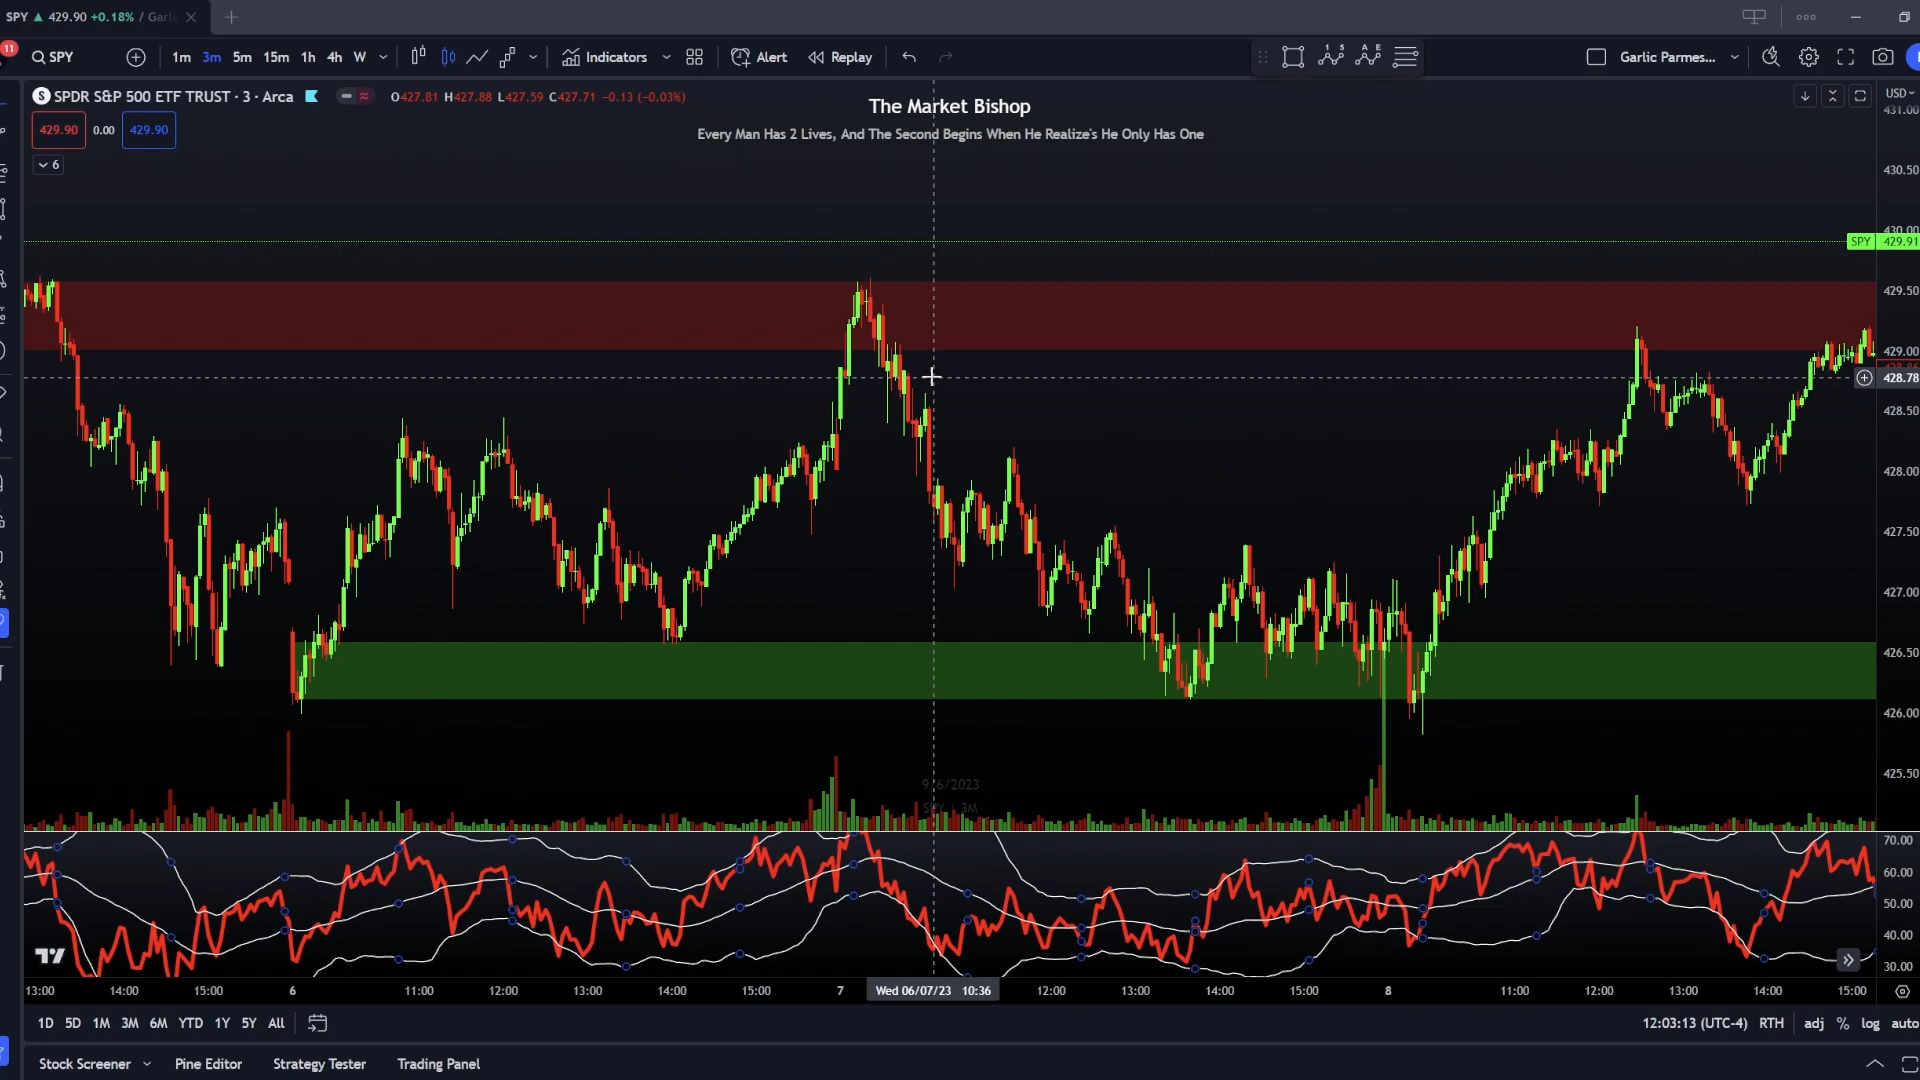 SPY ▲ 429.90 +0.18% / Garli
11
SPY 1m 3m 5m 15m 1h 4h W Indicators Alert Replay Garlic Parmes...
S SPDR S&P 500 ETF TRUST · 3 · Arca O427.81 H427.88 L427.59 C427.71 −0.13 (−0.03%)
The Market Bishop
Every Man Has 2 Lives, And The Second Begins When He Realize's He Only Has One
429.90 0.00 429.90
6
USD
431.00
430.50
430.00
SPY 429.91
429.50
429.00
428.78
428.50
428.00
427.50
427.00
426.50
426.00
425.50
SPY 3M
70.00
60.00
50.00
40.00
30.00
13:00 14:00 15:00 6 11:00 12:00 13:00 14:00 15:00 7 Wed 06/07/23 10:36 12:00 13:00 14:00 15:00 8 11:00 12:00 13:00 14:00 15:00
1D 5D 1M 3M 6M YTD 1Y 5Y All 12:03:13 (UTC-4) RTH adj % log auto
Stock Screener Pine Editor Strategy Tester Trading Panel